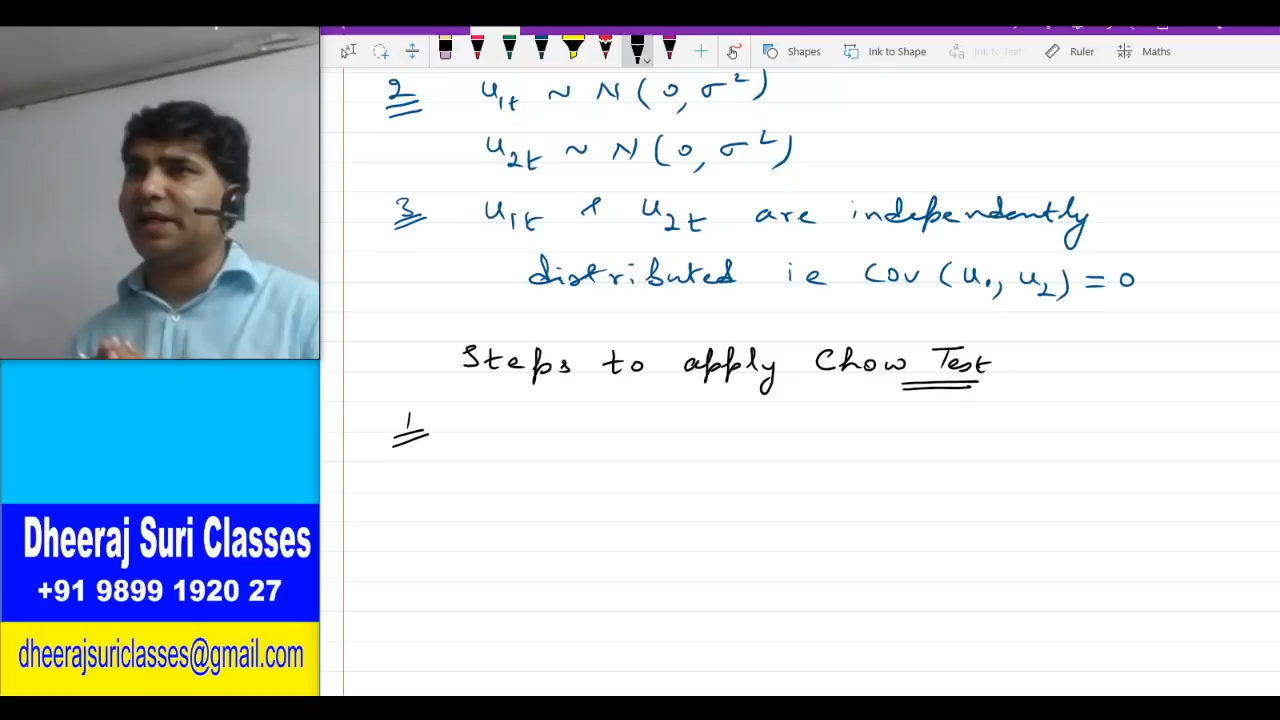 Shapes
Ink to Shape
Ink to Text
Ruler
Maths
2 u₁ₜ ~ N(0, σ²)
u₂ₜ ~ N(0, σ²)
3 u₁ₜ & u₂ₜ are independently
distributed ie cov(u₁, u₂) = 0
Steps to apply Chow Test
1
Dheeraj Suri Classes
+91 9899 1920 27
dheerajsuriclasses@gmail.com